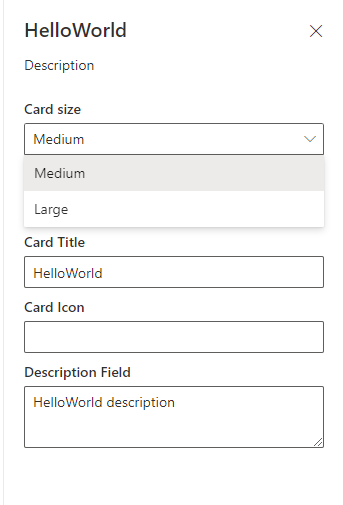 HelloWorld
Description
Card size
Medium
Medium
Large
Card Title
HelloWorld
Card Icon
Description Field
HelloWorld description